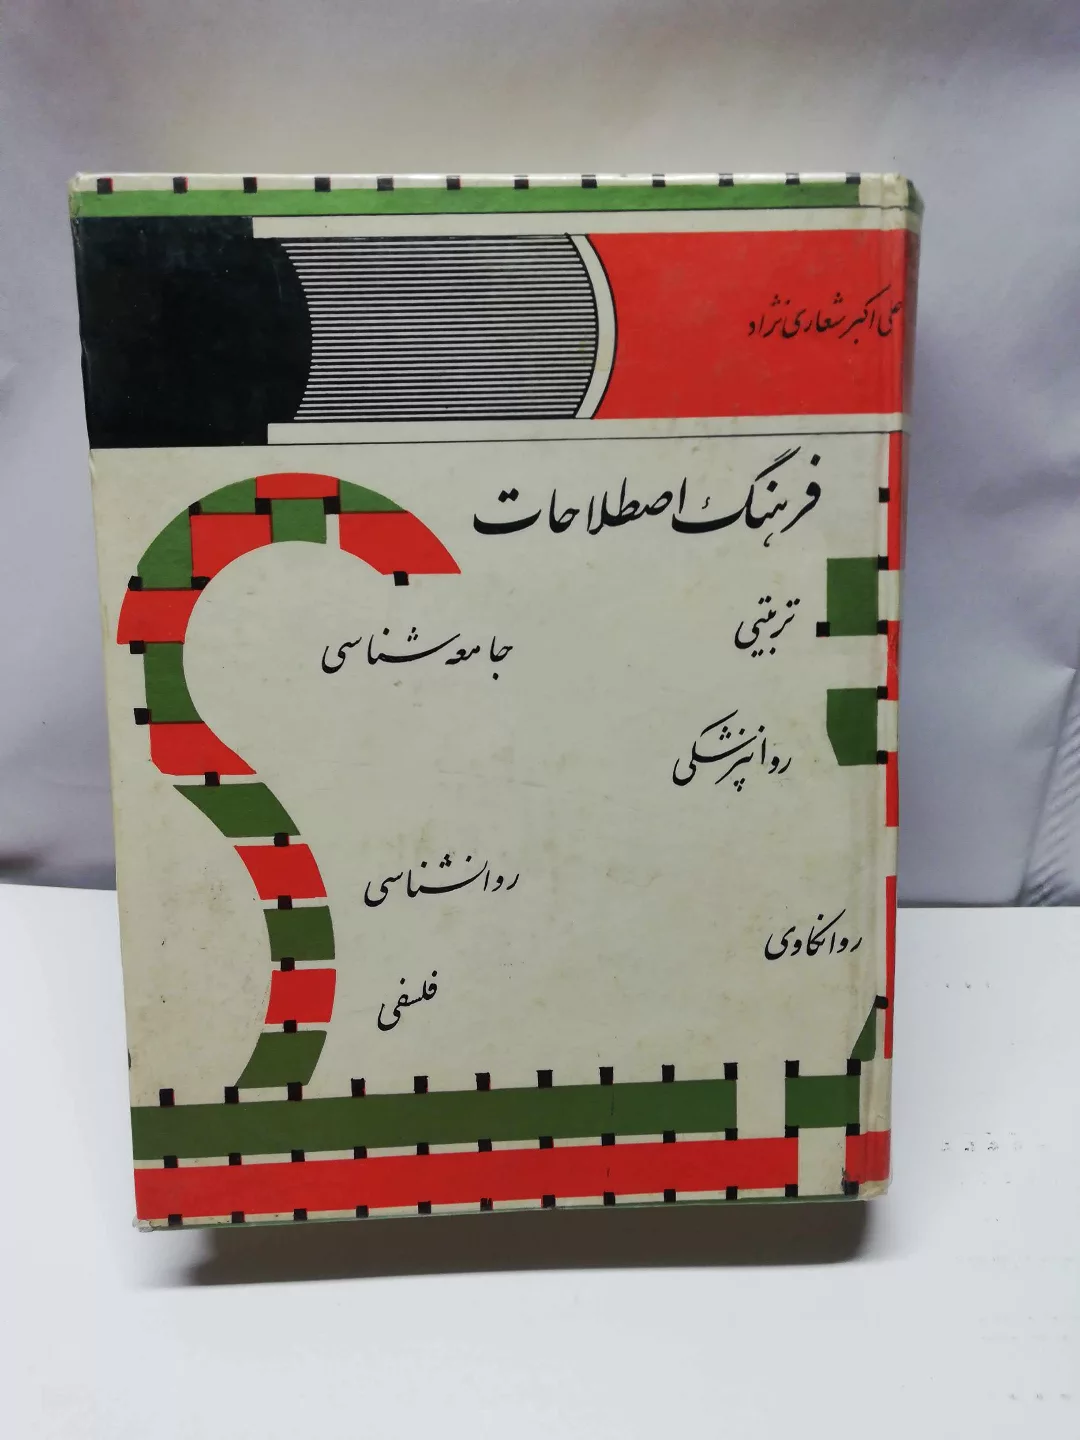 علی اکبر شعاری نژاد
فرهنگ اصطلاحات
تربیتی
جامعه شناسی
روانپزشکی
روانشناسی
روانکاوی
فلسفی